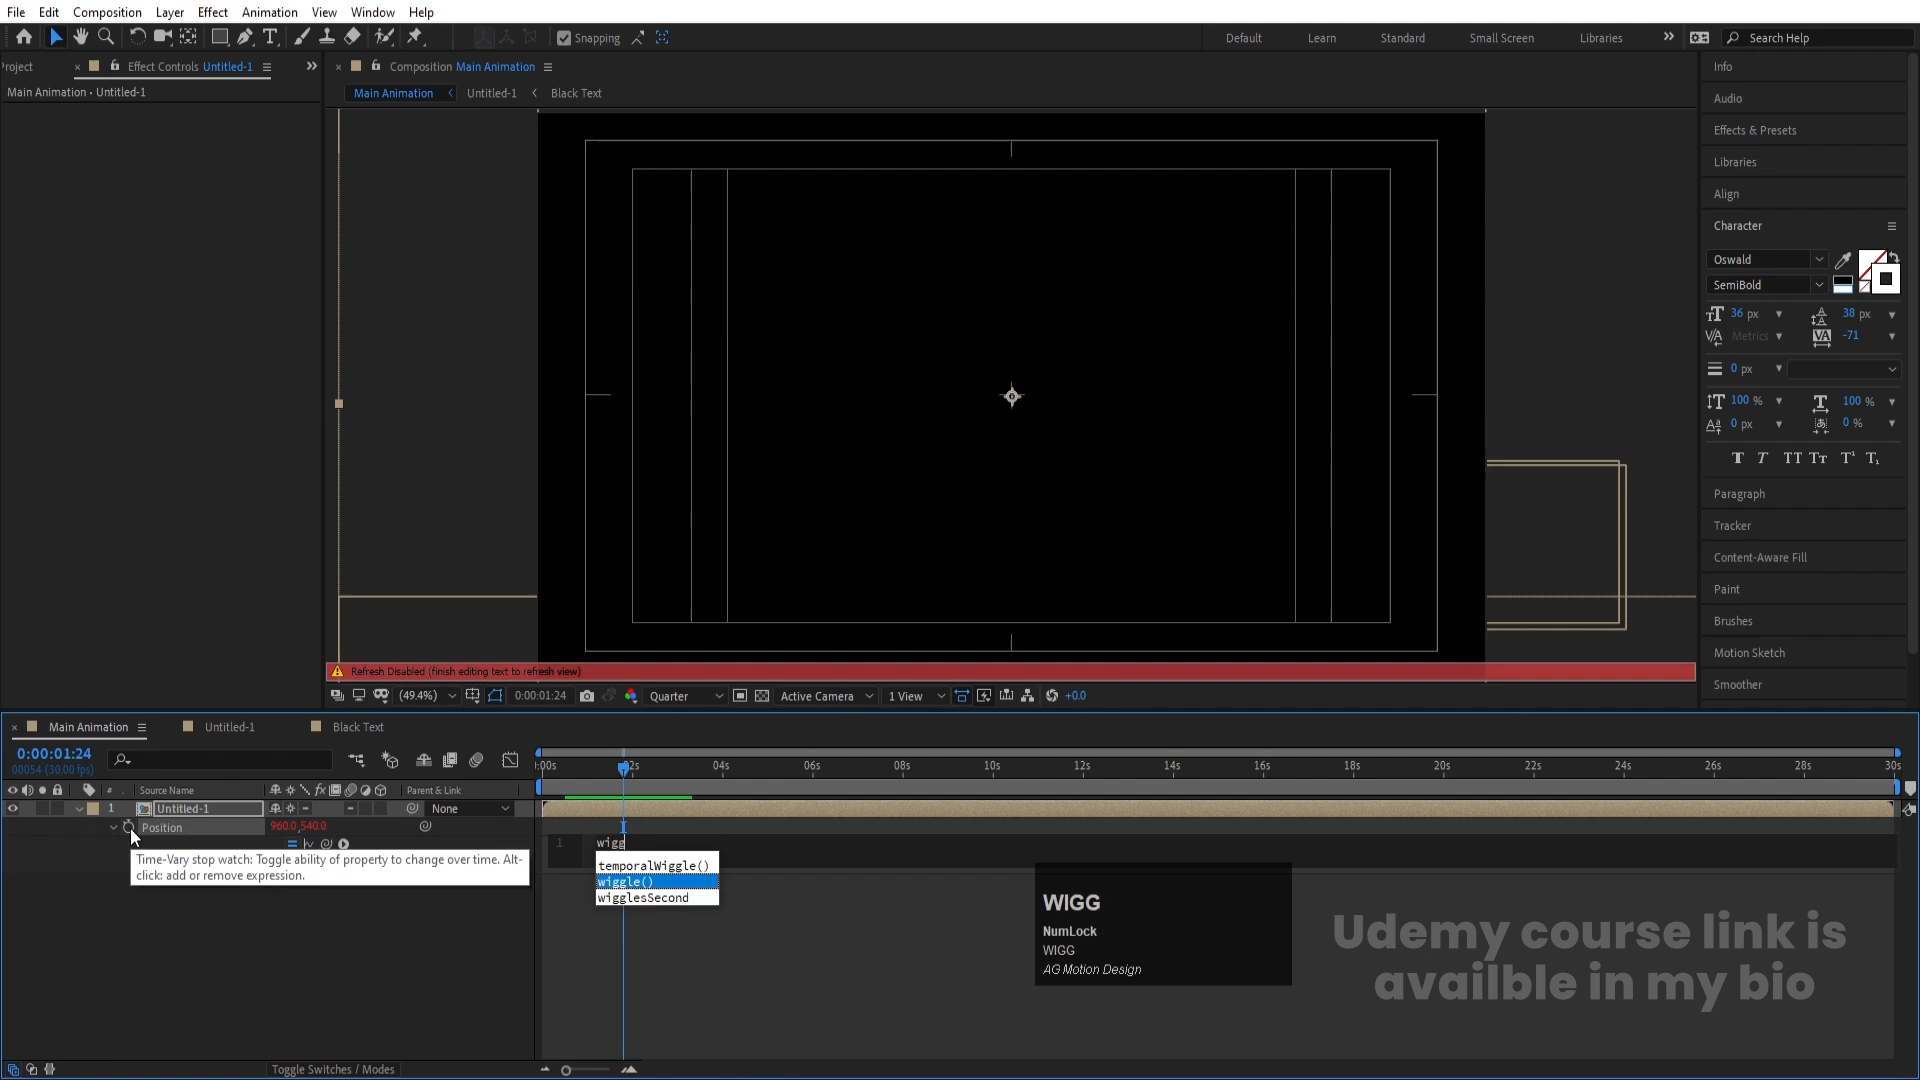 File Edit Composition Layer Effect Animation View Window Help
Snapping Default Learn Standard Small Screen Libraries Search Help
roject Effect Controls Untitled-1 Composition Main Animation Info
Main Animation • Untitled-1 Main Animation Untitled-1 Black Text
Audio
Effects & Presets
Libraries
Align
Character
Oswald
SemiBold
36 px 38 px
Metrics -71
0 px
100 % 100 %
0 px 0 %
T T TT Tr T¹ T₁
Paragraph
Tracker
Content-Aware Fill
Paint
Brushes
Motion Sketch
Smoother
Refresh Disabled (finish editing text to refresh view)
(49.4%) 0:00:01:24 Quarter Active Camera 1 View +0.0
Main Animation Untitled-1 Black Text
0:00:01:24
00054 (30.00 fps)
:00s 02s 04s 06s 08s 10s 12s 14s 16s 18s 20s 22s 24s 26s 28s 30s
# Source Name Parent & Link
1 Untitled-1 None
Position 960.0,540.0
1 wigg
Time-Vary stop watch: Toggle ability of property to change over time. Alt-
click: add or remove expression.
temporalWiggle()
wiggle()
wigglesSecond
WIGG
NumLock
WIGG
AG Motion Design
Udemy course link is
availble in my bio
Toggle Switches / Modes